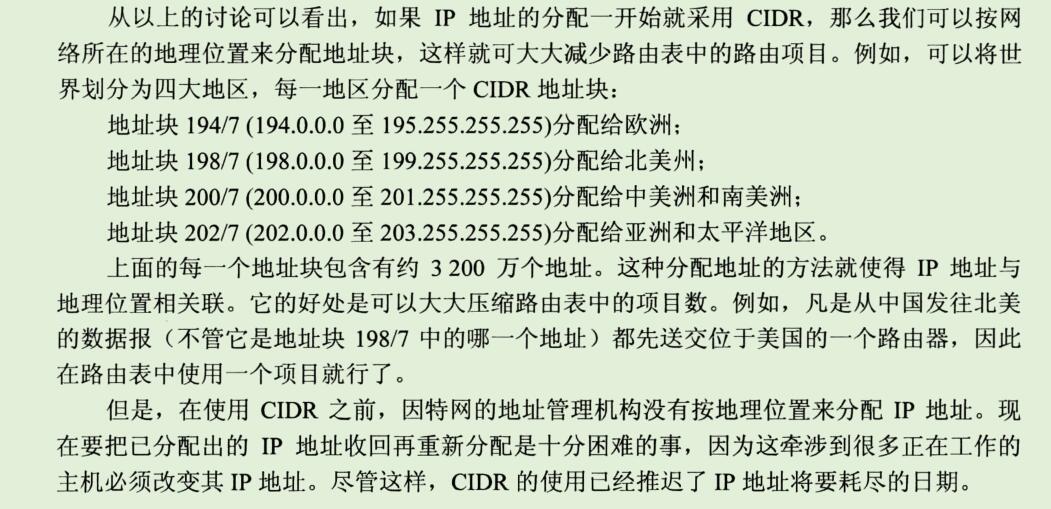 从以上的讨论可以看出，如果 IP 地址的分配一开始就采用 CIDR，那么我们可以按网
络所在的地理位置来分配地址块，这样就可大大减少路由表中的路由项目。例如，可以将世
界划分为四大地区，每一地区分配一个 CIDR 地址块：
地址块 194/7 (194.0.0.0 至 195.255.255.255)分配给欧洲；
地址块 198/7 (198.0.0.0 至 199.255.255.255)分配给北美州；
地址块 200/7 (200.0.0.0 至 201.255.255.255)分配给中美洲和南美洲；
地址块 202/7 (202.0.0.0 至 203.255.255.255)分配给亚洲和太平洋地区。
上面的每一个地址块包含有约 3 200 万个地址。这种分配地址的方法就使得 IP 地址与
地理位置相关联。它的好处是可以大大压缩路由表中的项目数。例如，凡是从中国发往北美
的数据报（不管它是地址块 198/7 中的哪一个地址）都先送交位于美国的一个路由器，因此
在路由表中使用一个项目就行了。
但是，在使用 CIDR 之前，因特网的地址管理机构没有按地理位置来分配 IP 地址。现
在要把已分配出的 IP 地址收回再重新分配是十分困难的事，因为这牵涉到很多正在工作的
主机必须改变其 IP 地址。尽管这样，CIDR 的使用已经推迟了 IP 地址将要耗尽的日期。